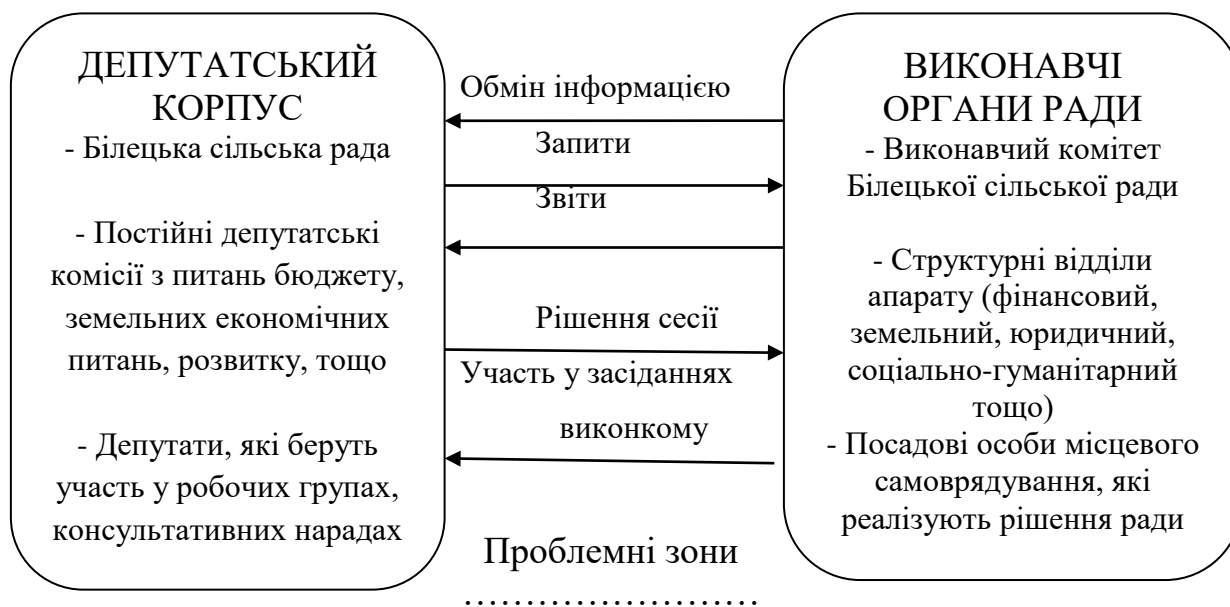 ДЕПУТАТСЬКИЙ
КОРПУС
- Білецька сільська рада
- Постійні депутатські
комісії з питань бюджету,
земельних економічних
питань, розвитку, тощо
- Депутати, які беруть
участь у робочих групах,
консультативних нарадах
Обмін інформацією
Запити
Звіти
Рішення сесії
Участь у засіданнях
виконкому
Проблемні зони
........................
ВИКОНАВЧІ
ОРГАНИ РАДИ
- Виконавчий комітет
Білецької сільської ради
- Структурні відділи
апарату (фінансовий,
земельний, юридичний,
соціально-гуманітарний
тощо)
- Посадові особи місцевого
самоврядування, які
реалізують рішення ради